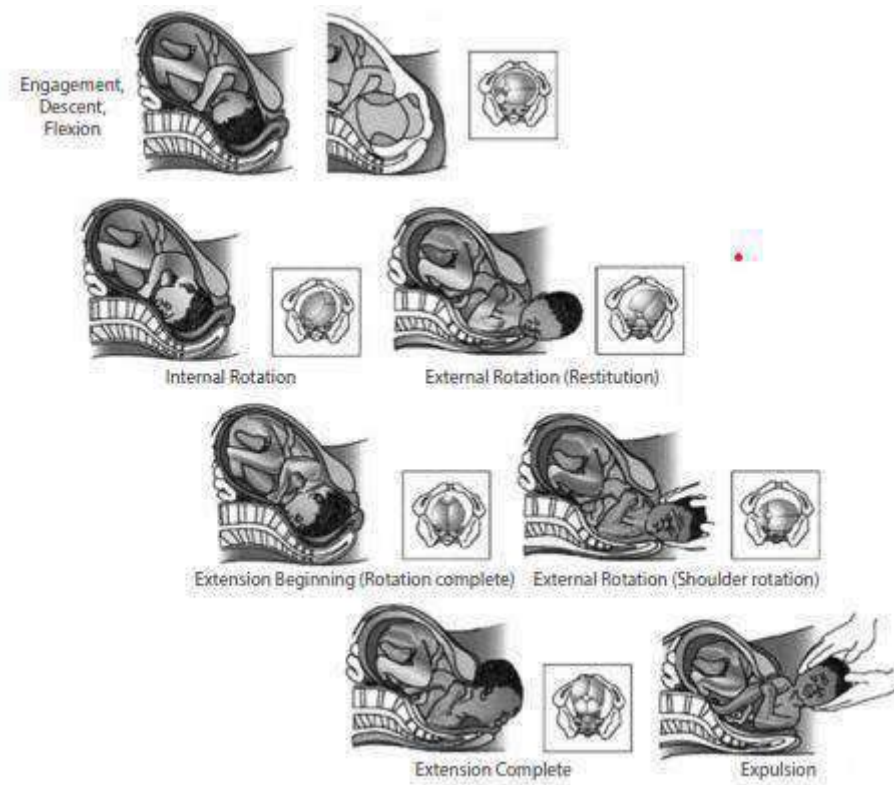 Engagement,
Descent,
Flexion
Internal Rotation
External Rotation (Restitution)
Extension Beginning (Rotation complete)
External Rotation (Shoulder rotation)
Extension Complete
Expulsion